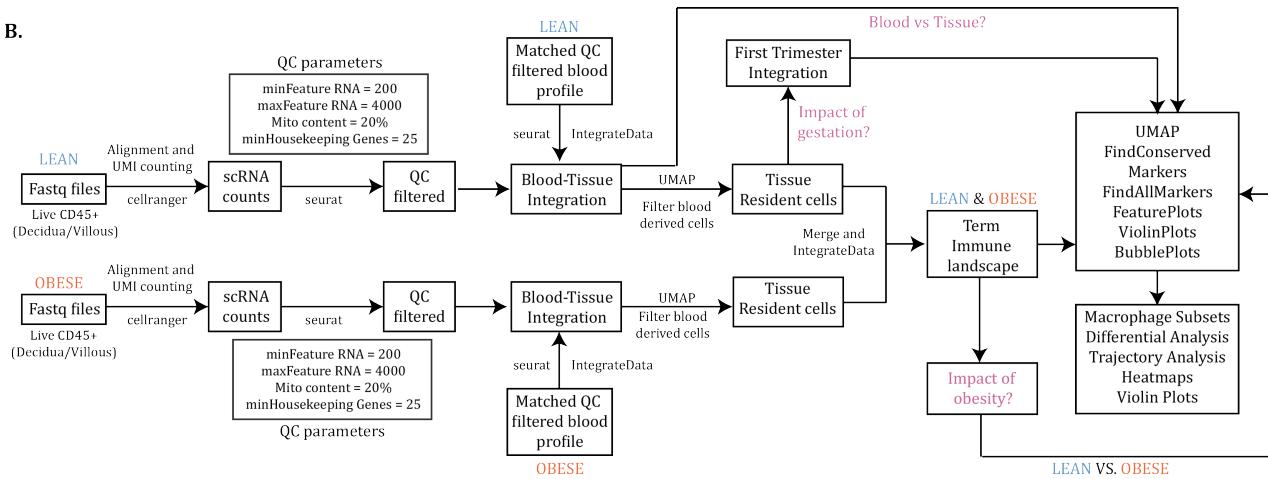 B.
LEAN
Fastq files
Live CD45+
(Decidua/Villous)
Alignment and
UMI counting
cellranger
QC parameters
minFeature RNA = 200
maxFeature RNA = 4000
Mito content = 20%
minHousekeeping Genes = 25
scRNA
counts
seurat
QC
filtered
LEAN
Matched QC
filtered blood
profile
seurat
IntegrateData
Blood-Tissue
Integration
UMAP
Filter blood
derived cells
Tissue
Resident cells
Impact of
gestation?
First Trimester
Integration
Blood vs Tissue?
OBESE
Fastq files
Live CD45+
(Decidua/Villous)
Alignment and
UMI counting
cellranger
scRNA
counts
seurat
QC
filtered
minFeature RNA = 200
maxFeature RNA = 4000
Mito content = 20%
minHousekeeping Genes = 25
QC parameters
Blood-Tissue
Integration
seurat
IntegrateData
Matched QC
filtered blood
profile
OBESE
UMAP
Filter blood
derived cells
Tissue
Resident cells
Merge and
IntegrateData
LEAN & OBESE
Term
Immune
landscape
Impact of
obesity?
LEAN VS. OBESE
UMAP
FindConserved
Markers
FindAllMarkers
FeaturePlots
ViolinPlots
BubblePlots
Macrophage Subsets
Differential Analysis
Trajectory Analysis
Heatmaps
Violin Plots